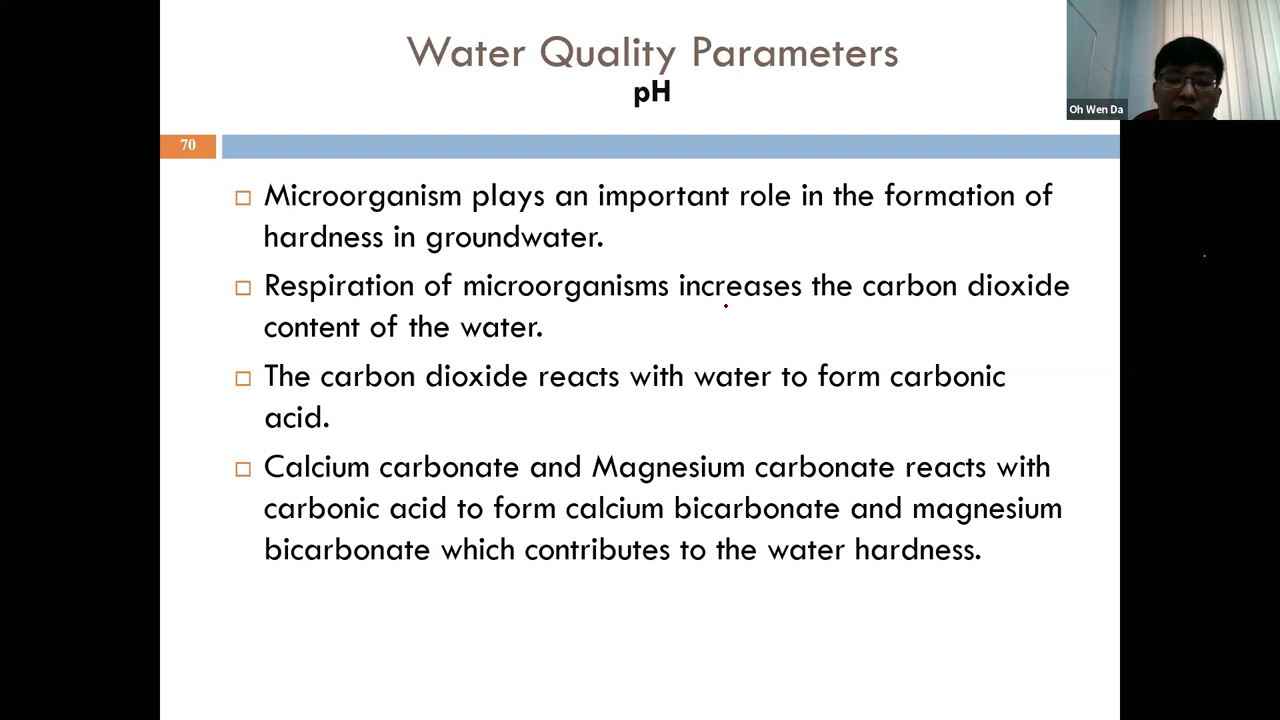 Water Quality Parameters
pH
Oh Wen Da
70
Microorganism plays an important role in the formation of
hardness in groundwater.
Respiration of microorganisms increases the carbon dioxide
content of the water.
The carbon dioxide reacts with water to form carbonic
acid.
Calcium carbonate and Magnesium carbonate reacts with
carbonic acid to form calcium bicarbonate and magnesium
bicarbonate which contributes to the water hardness.